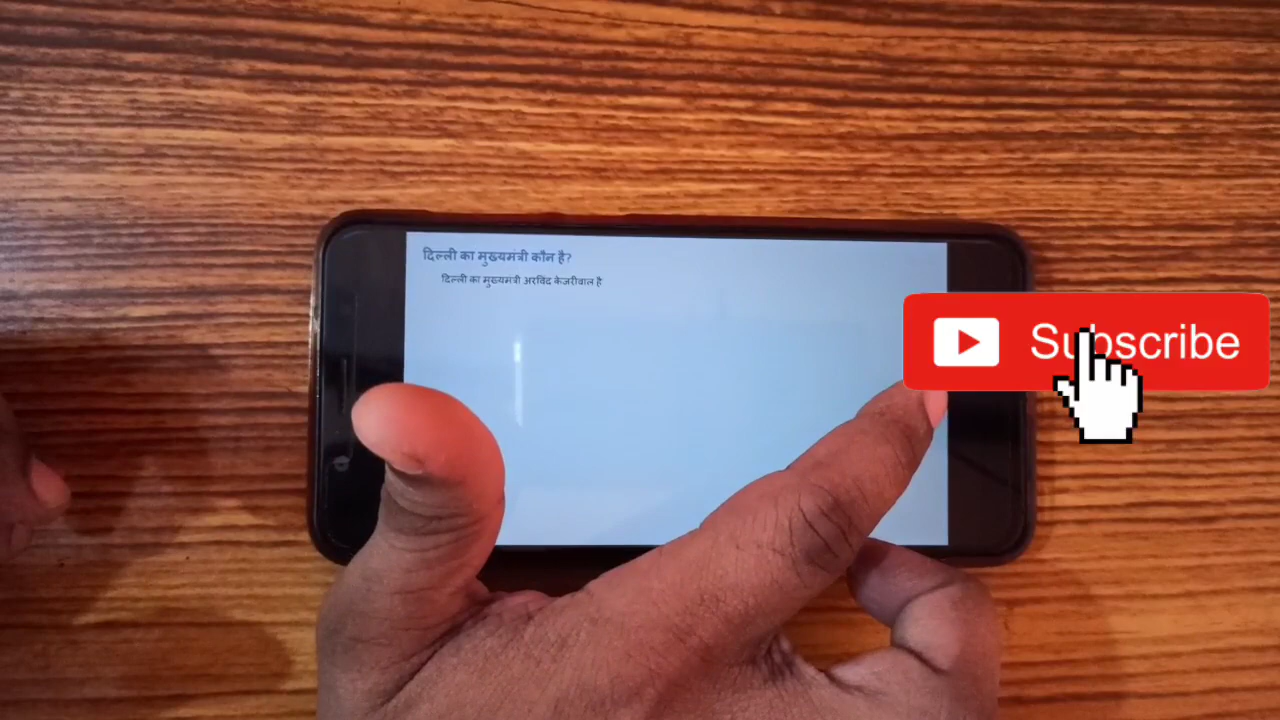 दिल्ली का मुख्यमंत्री कौन है?
दिल्ली का मुख्यमंत्री अरविंद केजरीवाल है
Subscribe